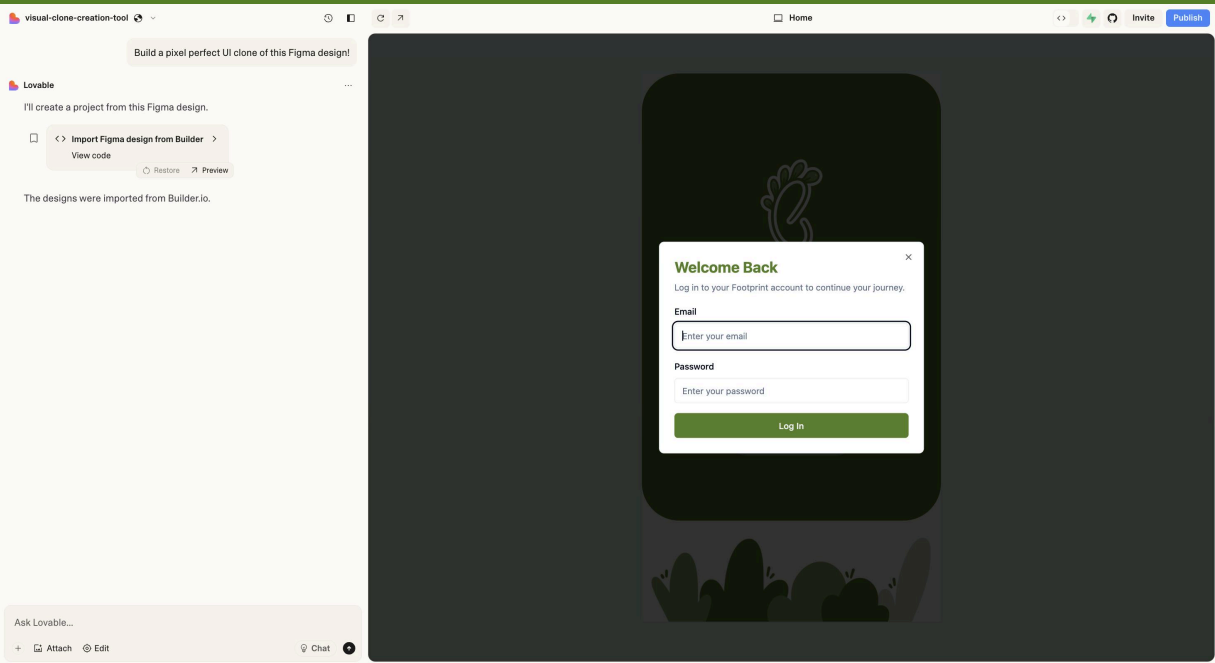 visual-clone-creation-tool
Home
Invite
Publish
Build a pixel perfect UI clone of this Figma design!
Lovable
I'll create a project from this Figma design.
Import Figma design from Builder
View code
Restore
Preview
The designs were imported from Builder.io.
Ask Lovable...
Attach
Edit
Chat
Welcome Back
Log in to your Footprint account to continue your journey.
Email
Enter your email
Password
Enter your password
Log In